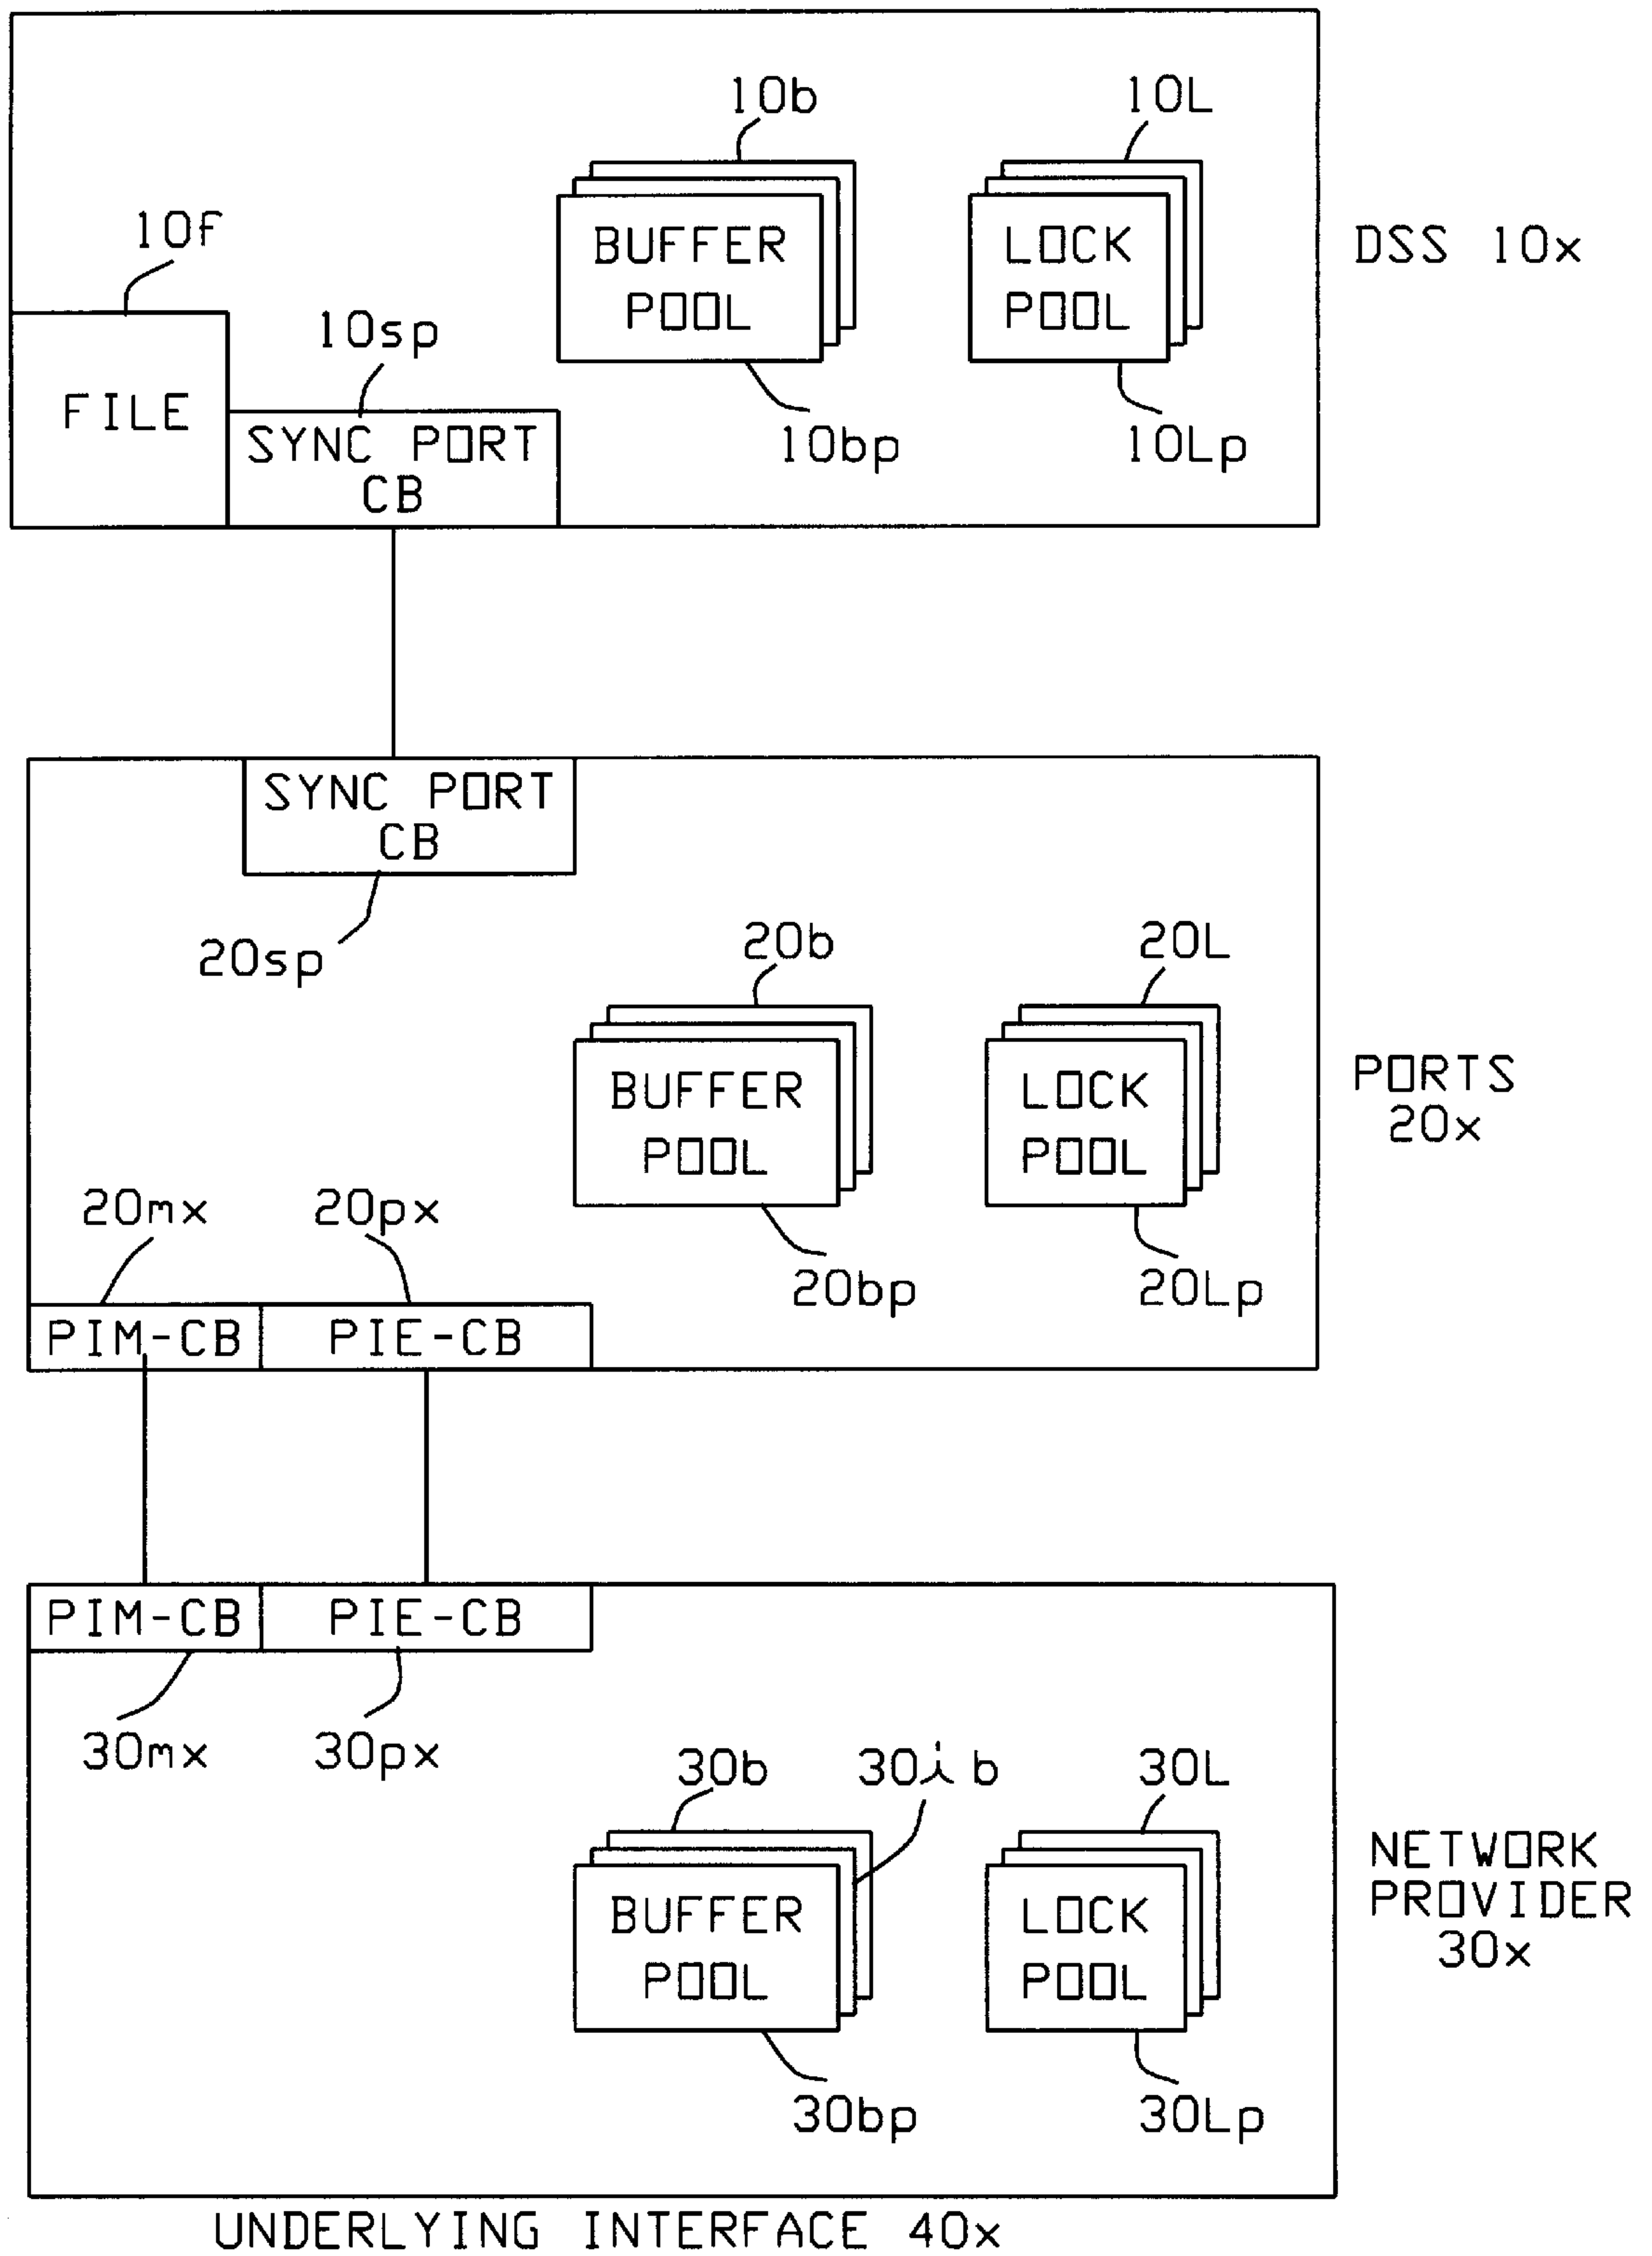 10b
10L
10f
BUFFER
POOL
LOCK
POOL
DSS 10x
10sp
FILE
SYNC PORT
CB
10bp
10Lp
SYNC PORT
CB
20sp
20b
20L
BUFFER
POOL
LOCK
POOL
PORTS
20x
20mx
20px
20bp
20Lp
PIM-CB
PIE-CB
PIM-CB
PIE-CB
30mx
30px
30b
30ib
30L
BUFFER
POOL
LOCK
POOL
NETWORK
PROVIDER
30x
30bp
30Lp
UNDERLYING INTERFACE 40x